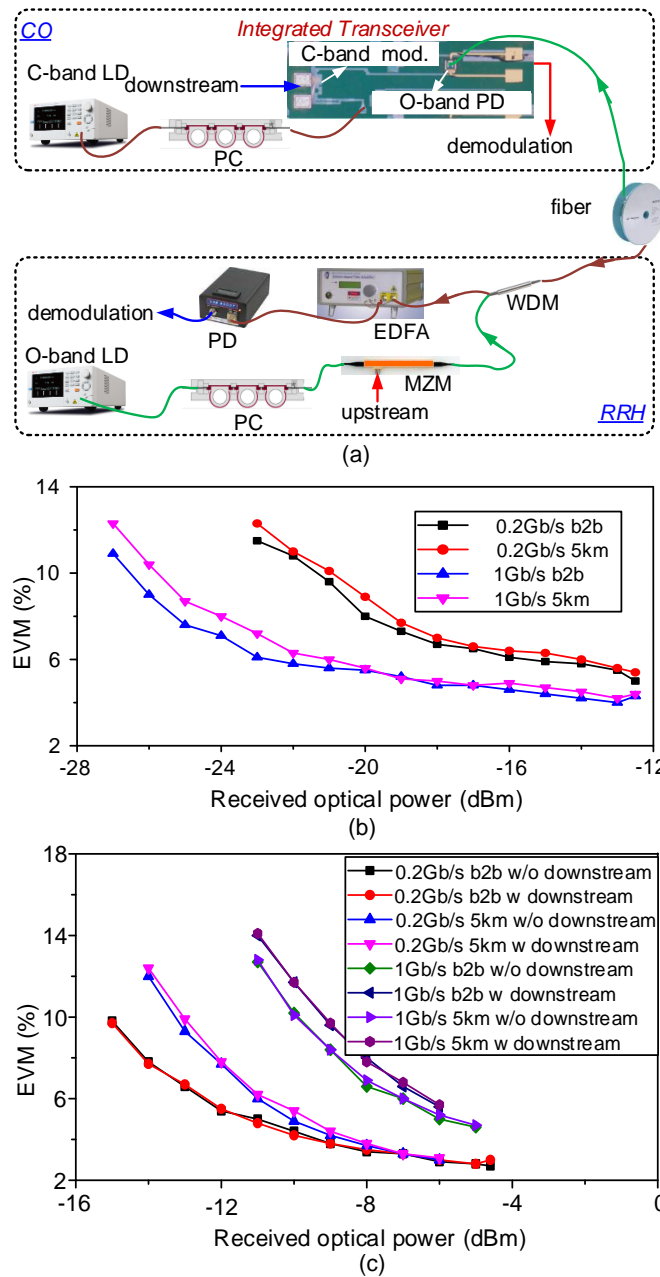 CO
Integrated Transceiver
C-band LD
downstream
C-band mod.
O-band PD
PC
demodulation
fiber
demodulation
PD
EDFA
WDM
O-band LD
PC
MZM
upstream
RRH
(a)
14
10
6
2
EVM (%)
0.2Gb/s b2b
0.2Gb/s 5km
1Gb/s b2b
1Gb/s 5km
-28 -24 -20 -16 -12
Received optical power (dBm)
(b)
18
14
10
6
2
EVM (%)
0.2Gb/s b2b w/o downstream
0.2Gb/s b2b w downstream
0.2Gb/s 5km w/o downstream
0.2Gb/s 5km w downstream
1Gb/s b2b w/o downstream
1Gb/s b2b w downstream
1Gb/s 5km w/o downstream
1Gb/s 5km w downstream
-16 -12 -8 -4 0
Received optical power (dBm)
(c)